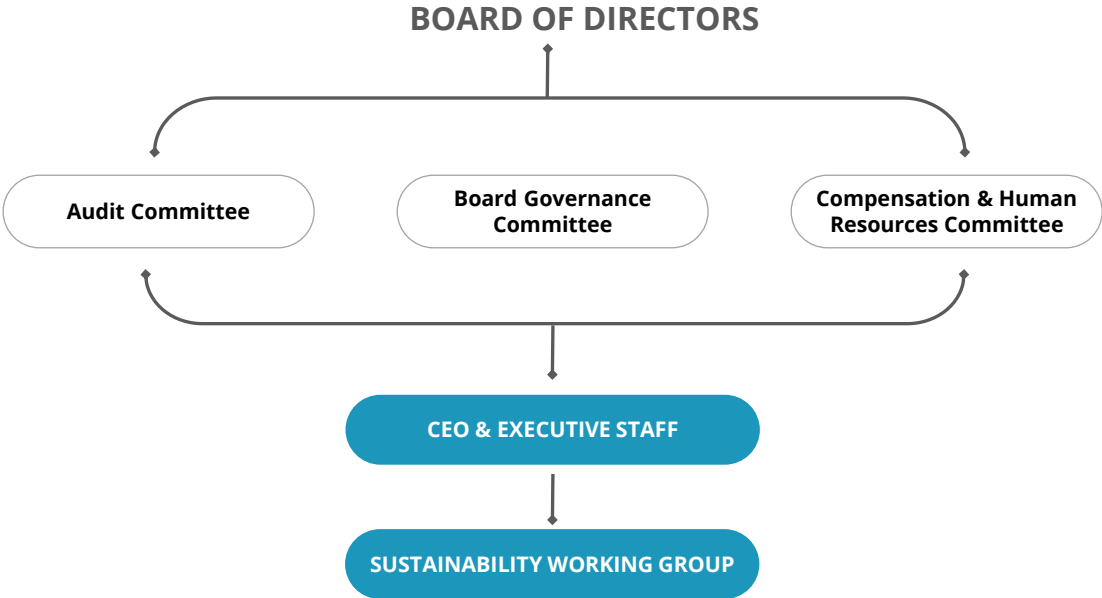 BOARD OF DIRECTORS
Audit Committee
Board Governance
Committee
Compensation & Human
Resources Committee
CEO & EXECUTIVE STAFF
SUSTAINABILITY WORKING GROUP